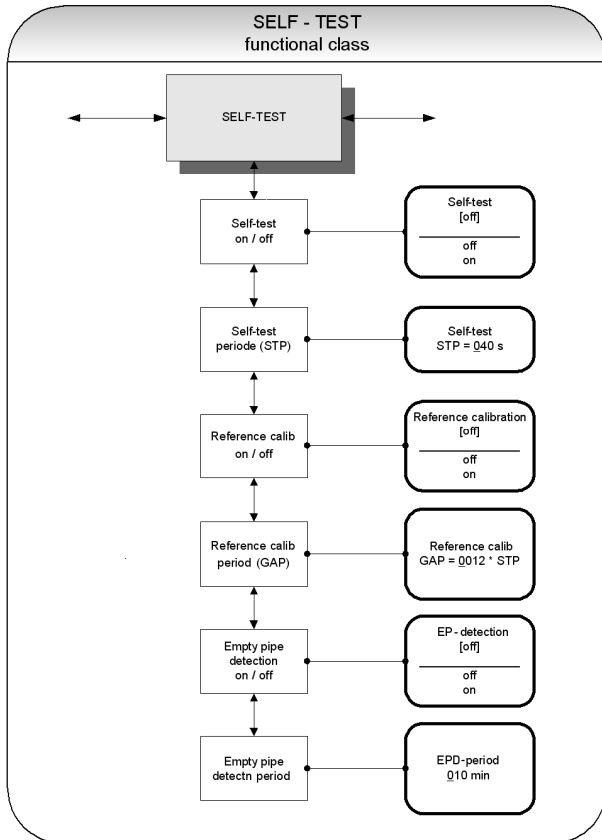 SELF - TEST
functional class
SELF-TEST
Self-test
on / off
Self-test
[off]
off
on
Self-test
periode (STP)
Self-test
STP = 040 s
Reference calib
on / off
Reference calibration
[off]
off
on
Reference calib
period (GAP)
Reference calib
GAP = 0012 * STP
Empty pipe
detection
on / off
EP-detection
[off]
off
on
Empty pipe
detectn period
EPD-period
010 min